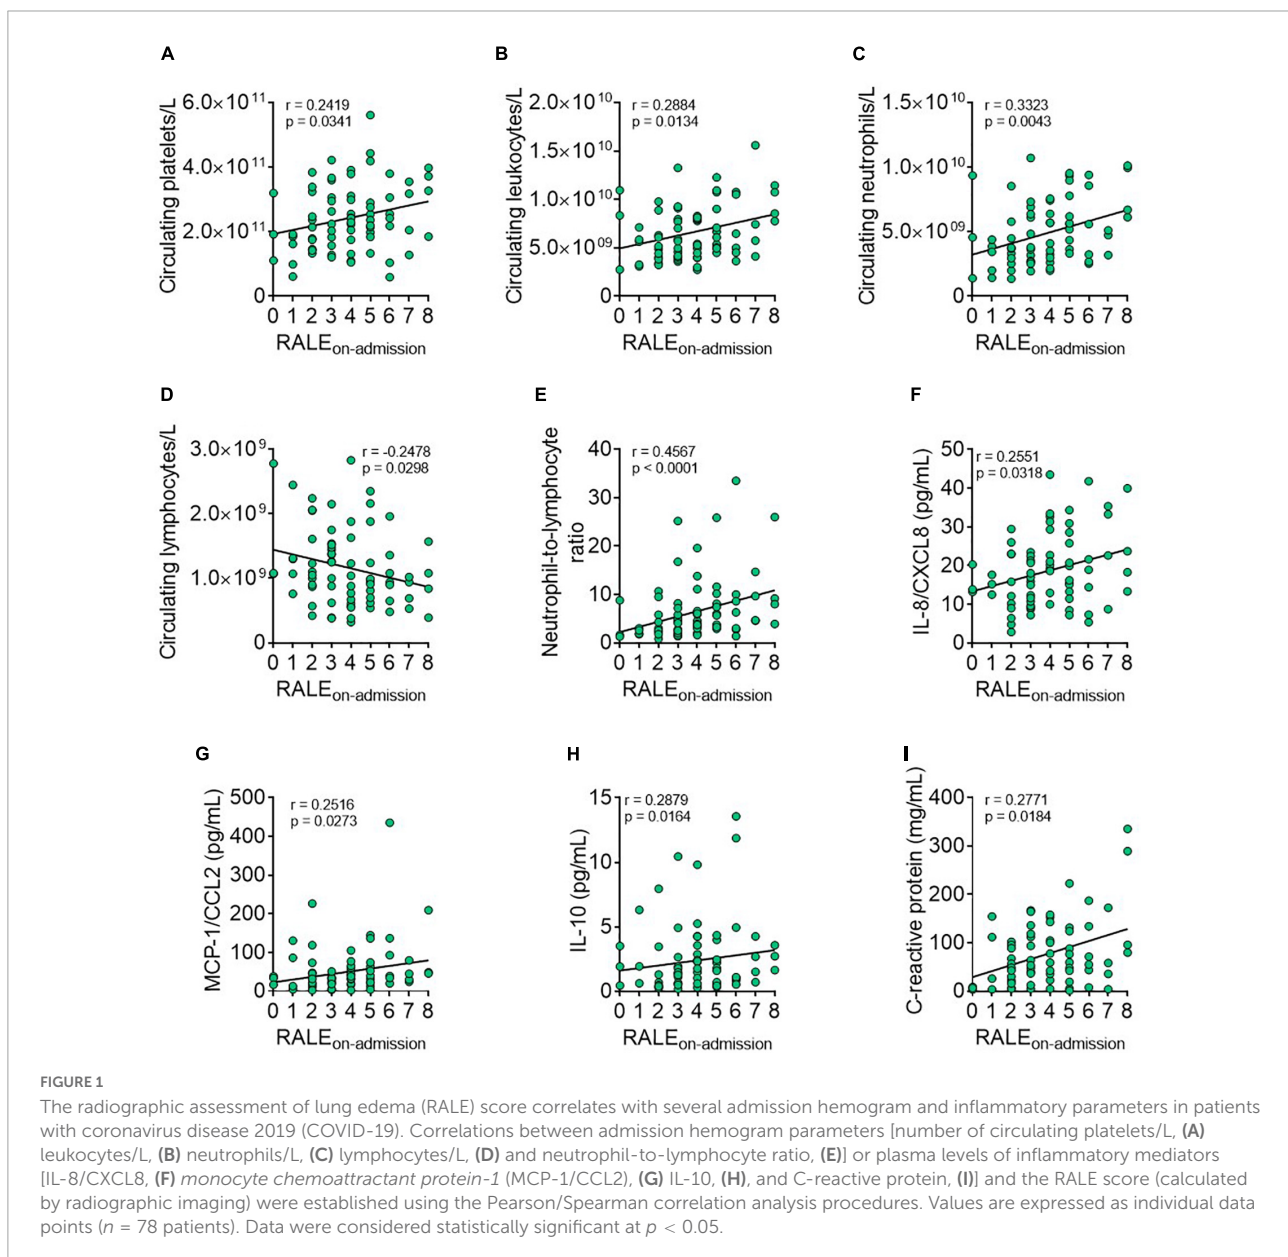 A
Circulating platelets/L
6.0×10¹¹
4.0×10¹¹
2.0×10¹¹
0
r = 0.2419
p = 0.0341
0 1 2 3 4 5 6 7 8
RALEon-admission
B
Circulating leukocytes/L
2.0×10¹⁰
1.5×10¹⁰
1.0×10¹⁰
5.0×10⁰⁹
0
r = 0.2884
p = 0.0134
0 1 2 3 4 5 6 7 8
RALEon-admission
C
Circulating neutrophils/L
1.5×10¹⁰
1.0×10¹⁰
5.0×10⁰⁹
0
r = 0.3323
p = 0.0043
0 1 2 3 4 5 6 7 8
RALEon-admission
D
Circulating lymphocytes/L
3.0×10⁹
2.0×10⁹
1.0×10⁹
0
r = -0.2478
p = 0.0298
0 1 2 3 4 5 6 7 8
RALEon-admission
E
Neutrophil-to-lymphocyte
ratio
40
30
20
10
0
r = 0.4567
p < 0.0001
0 1 2 3 4 5 6 7 8
RALEon-admission
F
IL-8/CXCL8 (pg/mL)
50
40
30
20
10
0
r = 0.2551
p = 0.0318
0 1 2 3 4 5 6 7 8
RALEon-admission
G
MCP-1/CCL2 (pg/mL)
500
400
300
200
100
0
r = 0.2516
p = 0.0273
0 1 2 3 4 5 6 7 8
RALEon-admission
H
IL-10 (pg/mL)
15
10
5
0
r = 0.2879
p = 0.0164
0 1 2 3 4 5 6 7 8
RALEon-admission
I
C-reactive protein (mg/mL)
400
300
200
100
0
r = 0.2771
p = 0.0184
0 1 2 3 4 5 6 7 8
RALEon-admission
FIGURE 1
The radiographic assessment of lung edema (RALE) score correlates with several admission hemogram and inflammatory parameters in patients
with coronavirus disease 2019 (COVID-19). Correlations between admission hemogram parameters [number of circulating platelets/L, (A)
leukocytes/L, (B) neutrophils/L, (C) lymphocytes/L, (D) and neutrophil-to-lymphocyte ratio, (E)] or plasma levels of inflammatory mediators
[IL-8/CXCL8, (F) monocyte chemoattractant protein-1 (MCP-1/CCL2), (G) IL-10, (H), and C-reactive protein, (I)] and the RALE score (calculated
by radiographic imaging) were established using the Pearson/Spearman correlation analysis procedures. Values are expressed as individual data
points (n = 78 patients). Data were considered statistically significant at p < 0.05.